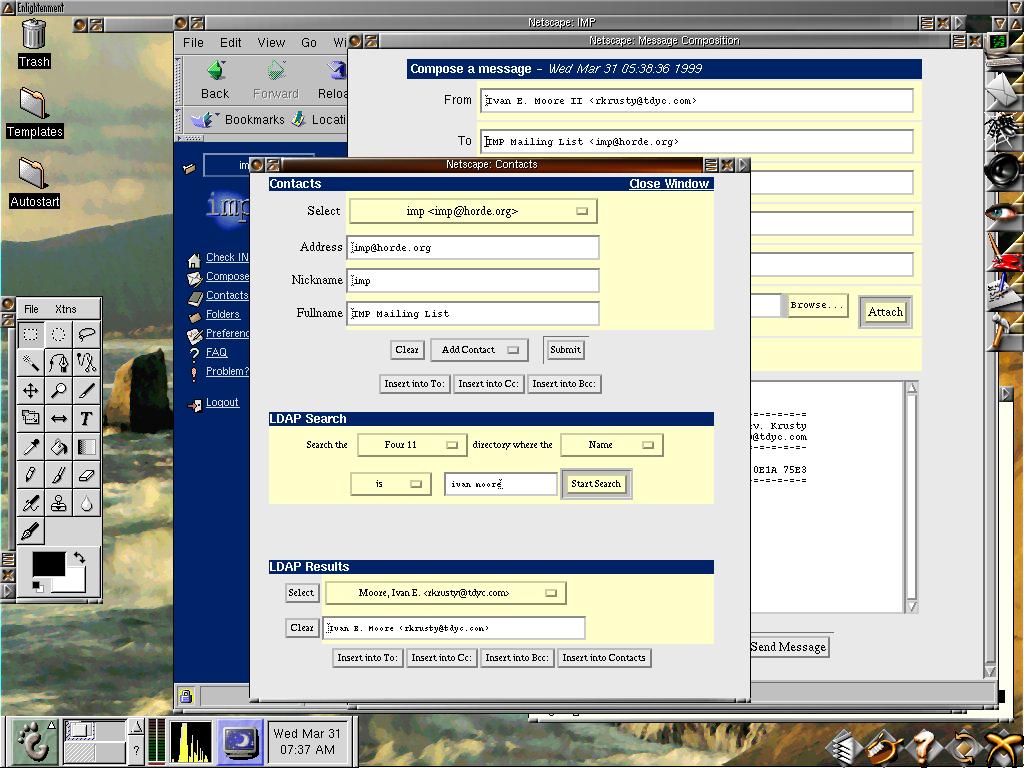 Enlightenment
Trash
Templates
Autostart
File Xtns
Netscape: IMP
File Edit View Go Wi
Back Forward Reloa
Bookmarks Locati
im
imp
Check IN
Compose
Contacts
Folders
Preferenc
FAQ
Problem?
Logout
Netscape: Message Composition
Compose a message - Wed Mar 31 05:38:36 1999
From Ivan E. Moore II <rkrusty@tdyc.com>
To IMP Mailing List <imp@horde.org>
Browse... Attach
-=-=-=-=-=-
ev. Krusty
@tdyc.com
0E1A 75E3
-=-=-=-=-=-
Send Message
Netscape: Contacts
Contacts Close Window
Select imp <imp@horde.org>
Address imp@horde.org
Nickname imp
Fullname IMP Mailing List
Clear Add Contact Submit
Insert into To: Insert into Cc: Insert into Bcc:
LDAP Search
Search the Four 11 directory where the Name
is ivan moore Start Search
LDAP Results
Select Moore, Ivan E. <rkrusty@tdyc.com>
Clear Ivan E. Moore <rkrusty@tdyc.com>
Insert into To: Insert into Cc: Insert into Bcc: Insert into Contacts
?
Wed Mar 31
07:37 AM